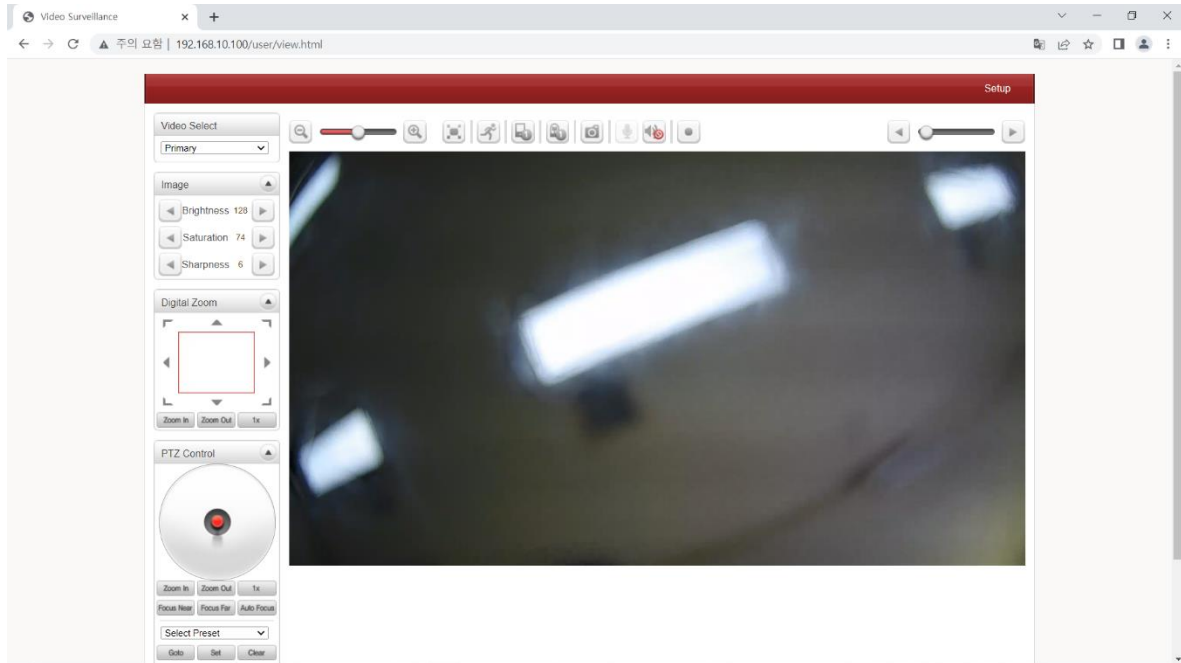 Video Surveillance
주의 요함 | 192.168.10.100/user/view.html
Setup
Video Select
Primary
Image
Brightness 128
Saturation 74
Sharpness 6
Digital Zoom
Zoom In Zoom Out 1x
PTZ Control
Zoom In Zoom Out 1x
Focus Near Focus Far Auto Focus
Select Preset
Goto Set Clear